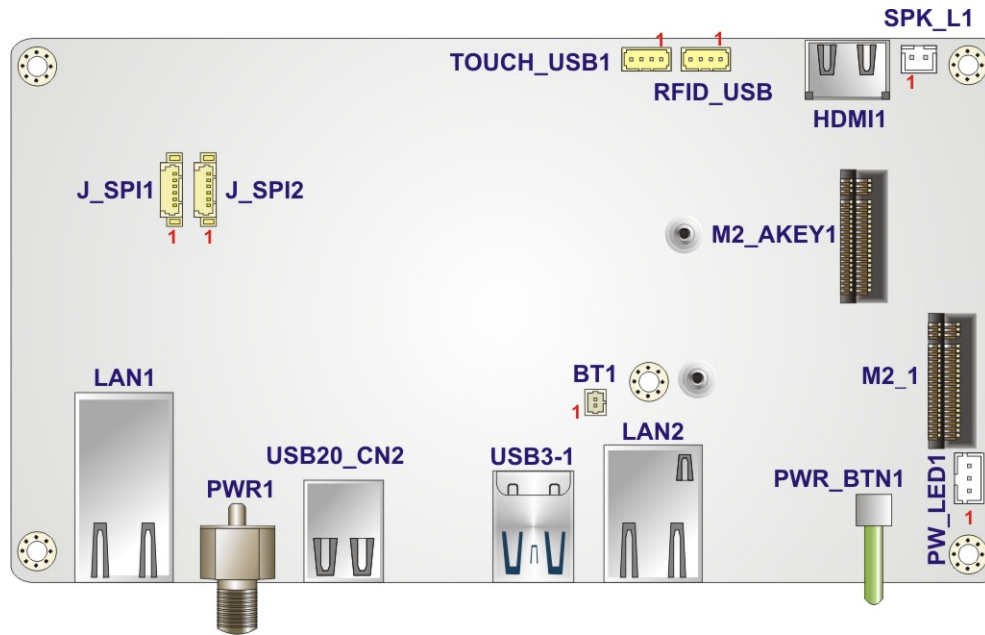 SPK_L1
1
1
TOUCH_USB1
RFID_USB
1
HDMI1
J_SPI1
J_SPI2
1
1
M2_AKEY1
LAN1
BT1
1
M2_1
LAN2
USB20_CN2
USB3-1
PWR1
PWR_BTN1
PW_LED1
1